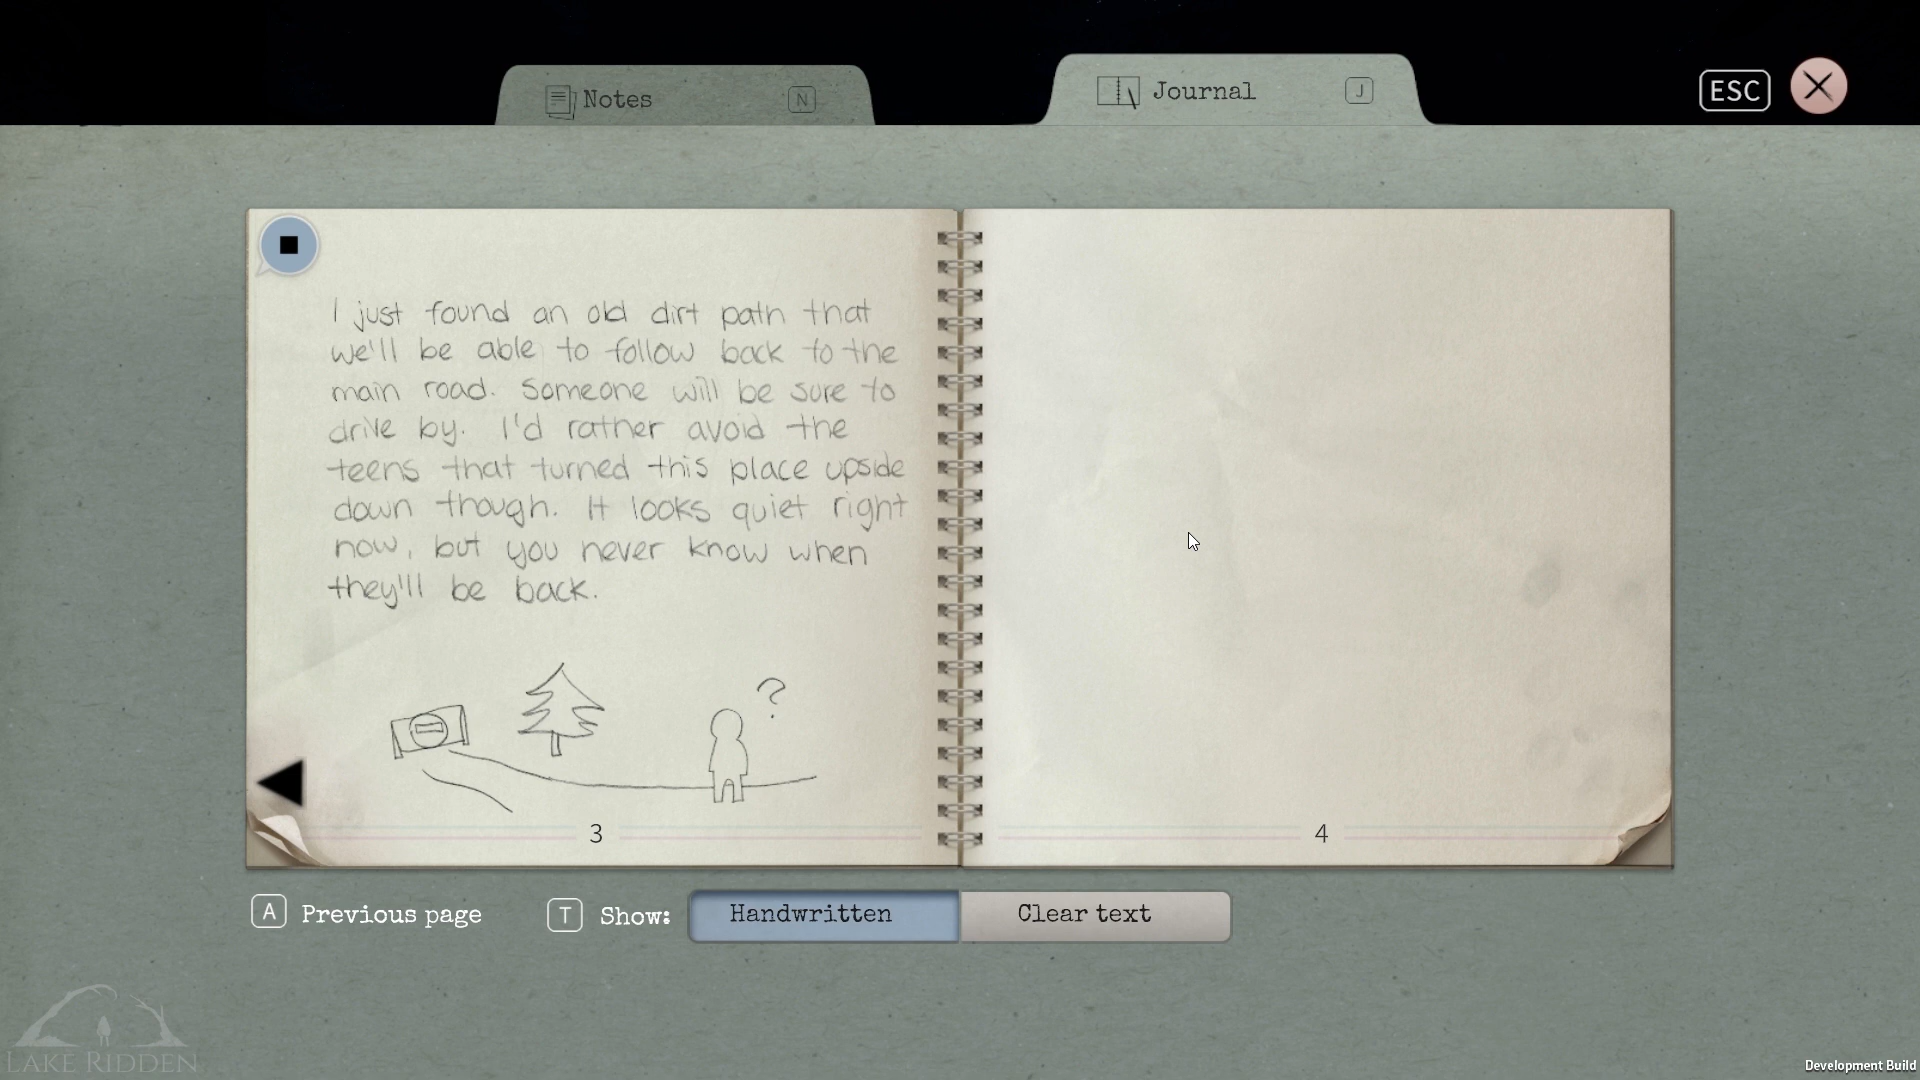 Notes N
Journal J
ESC
I just found an old dirt path that
we'll be able to follow back to the
main road. Someone will be sure to
drive by. I'd rather avoid the
teens that turned this place upside
down though. It looks quiet right
now, but you never know when
they'll be back.
?
3
4
A Previous page
T Show:
Handwritten
Clear text
LAKE RIDDEN
Development Build